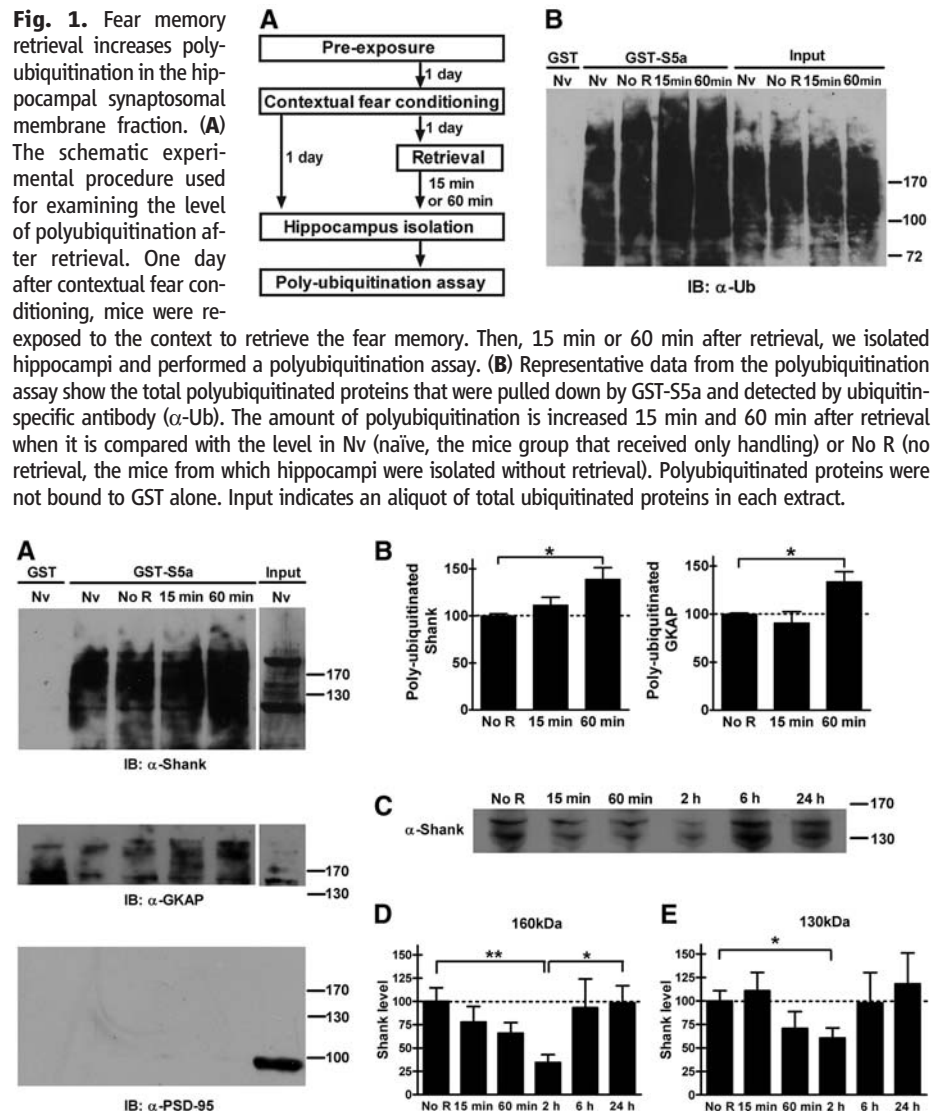 Fig. 1. Fear memory
retrieval increases poly-
ubiquitination in the hip-
pocampal synaptosomal
membrane fraction. (A)
The schematic experi-
mental procedure used
for examining the level
of polyubiquitination af-
ter retrieval. One day
after contextual fear con-
ditioning, mice were re-
exposed to the context to retrieve the fear memory. Then, 15 min or 60 min after retrieval, we isolated
hippocampi and performed a polyubiquitination assay. (B) Representative data from the polyubiquitination
assay show the total polyubiquitinated proteins that were pulled down by GST-S5a and detected by ubiquitin-
specific antibody (α-Ub). The amount of polyubiquitination is increased 15 min and 60 min after retrieval
when it is compared with the level in Nv (naïve, the mice group that received only handling) or No R (no
retrieval, the mice from which hippocampi were isolated without retrieval). Polyubiquitinated proteins were
not bound to GST alone. Input indicates an aliquot of total ubiquitinated proteins in each extract.
A
Pre-exposure
1 day
Contextual fear conditioning
1 day
1 day
Retrieval
15 min
or 60 min
Hippocampus isolation
Poly-ubiquitination assay
B
GST GST-S5a Input
Nv Nv No R 15min 60min Nv No R 15min 60min
170
100
72
IB: α-Ub
A
GST GST-S5a Input
Nv Nv No R 15 min 60 min Nv
170
130
IB: α-Shank
170
130
IB: α-GKAP
170
130
100
IB: α-PSD-95
B
*
Poly-ubiquitinated
Shank
150
100
50
0
No R 15 min 60 min
*
Poly-ubiquitinated
GKAP
150
100
50
0
No R 15 min 60 min
C
No R 15 min 60 min 2 h 6 h 24 h
α-Shank
170
130
D
160kDa
** *
Shank level
150
125
100
75
50
25
0
No R 15 min 60 min 2 h 6 h 24 h
E
130kDa
*
Shank level
150
125
100
75
50
25
0
No R 15 min 60 min 2 h 6 h 24 h